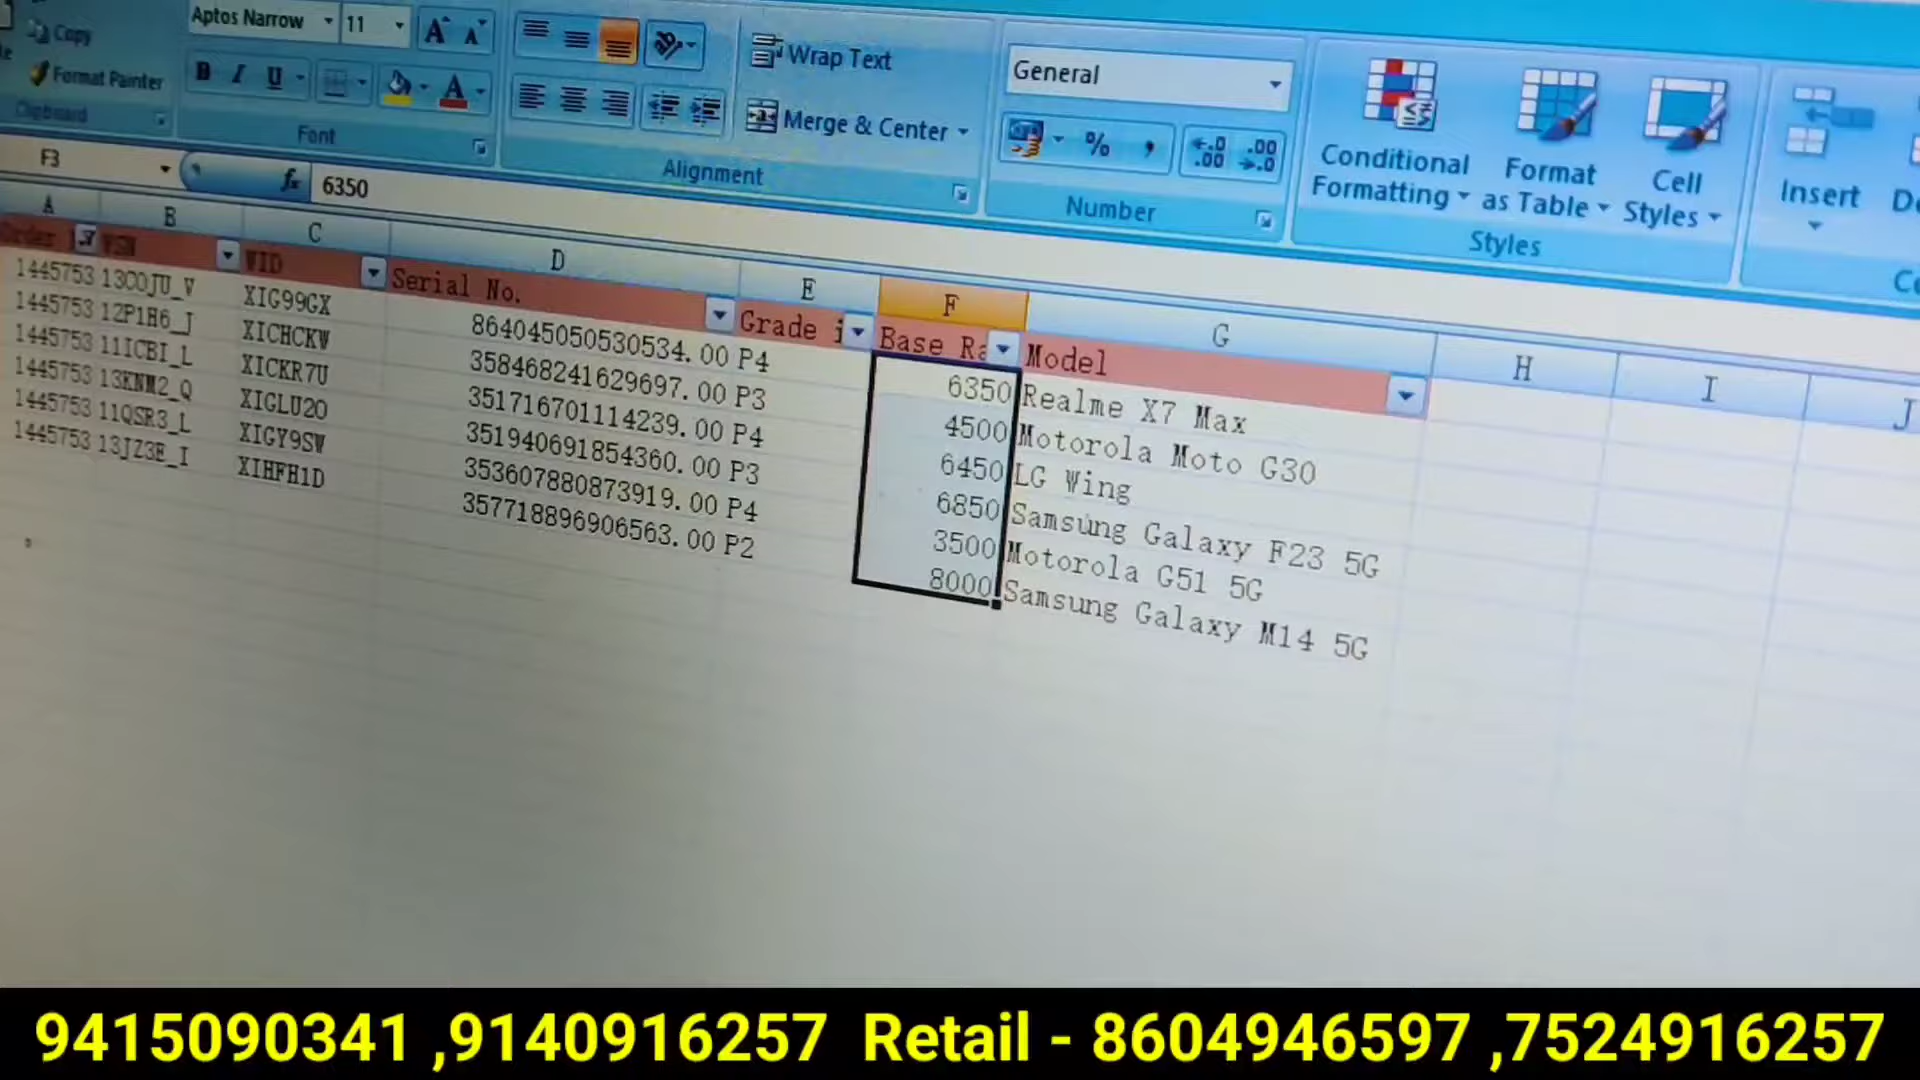 Copy
Format Painter
Clipboard
Aptos Narrow 11
B I U
Font
Wrap Text
Merge & Center
Alignment
General
%
Number
Conditional Formatting
Format as Table
Cell Styles
Styles
Insert
F3 fx 6350
A B C D E F G H I J
WID Serial No. Grade i Base Ra Model
1445753 13COJU_V XIG99GX 864045050530534.00 P4 6350 Realme X7 Max
1445753 12P1H6_J XICHCKW 358468241629697.00 P3 4500 Motorola Moto G30
1445753 11ICBI_L XICKR7U 351716701114239.00 P4 6450 LG Wing
1445753 13KNM2_Q XIGLU2O 351940691854360.00 P3 6850 Samsung Galaxy F23 5G
1445753 11QSR3_L XIGY9SW 353607880873919.00 P4 3500 Motorola G51 5G
1445753 13JZ3E_I XIHFH1D 357718896906563.00 P2 8000 Samsung Galaxy M14 5G
9415090341 ,9140916257 Retail - 8604946597 ,7524916257